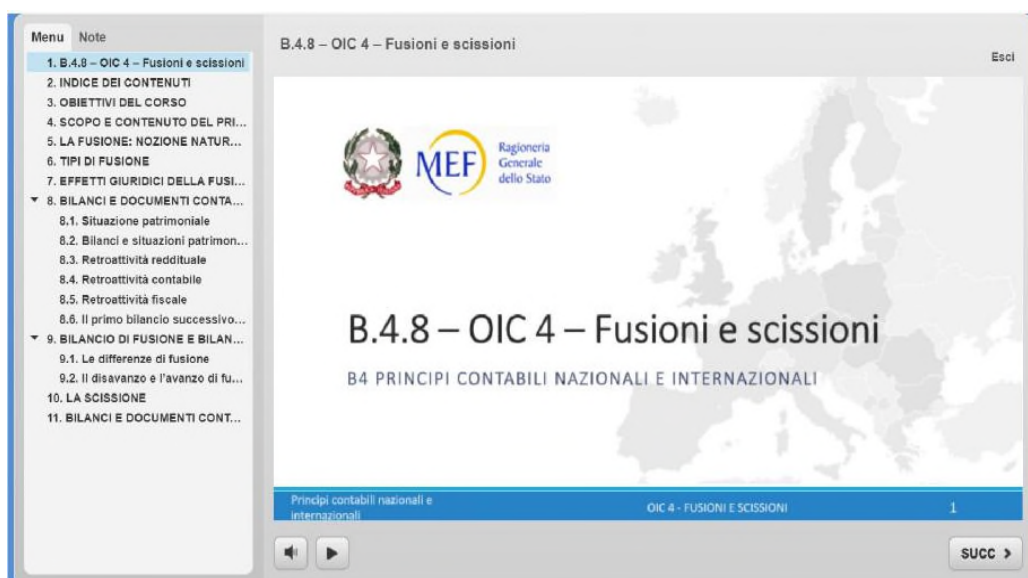 Menu Note
1. B.4.8 – OIC 4 – Fusioni e scissioni
2. INDICE DEI CONTENUTI
3. OBIETTIVI DEL CORSO
4. SCOPO E CONTENUTO DEL PRI...
5. LA FUSIONE: NOZIONE NATUR...
6. TIPI DI FUSIONE
7. EFFETTI GIURIDICI DELLA FUSI...
8. BILANCI E DOCUMENTI CONTA...
8.1. Situazione patrimoniale
8.2. Bilanci e situazioni patrimon...
8.3. Retroattività reddituale
8.4. Retroattività contabile
8.5. Retroattività fiscale
8.6. Il primo bilancio successivo...
9. BILANCIO DI FUSIONE E BILAN...
9.1. Le differenze di fusione
9.2. Il disavanzo e l'avanzo di fu...
10. LA SCISSIONE
11. BILANCI E DOCUMENTI CONT...
B.4.8 – OIC 4 – Fusioni e scissioni
Esci
MEF
Ragioneria
Generale
dello Stato
B.4.8 – OIC 4 – Fusioni e scissioni
B4 PRINCIPI CONTABILI NAZIONALI E INTERNAZIONALI
Principi contabili nazionali e
internazionali
OIC 4 - FUSIONI E SCISSIONI
1
SUCC >